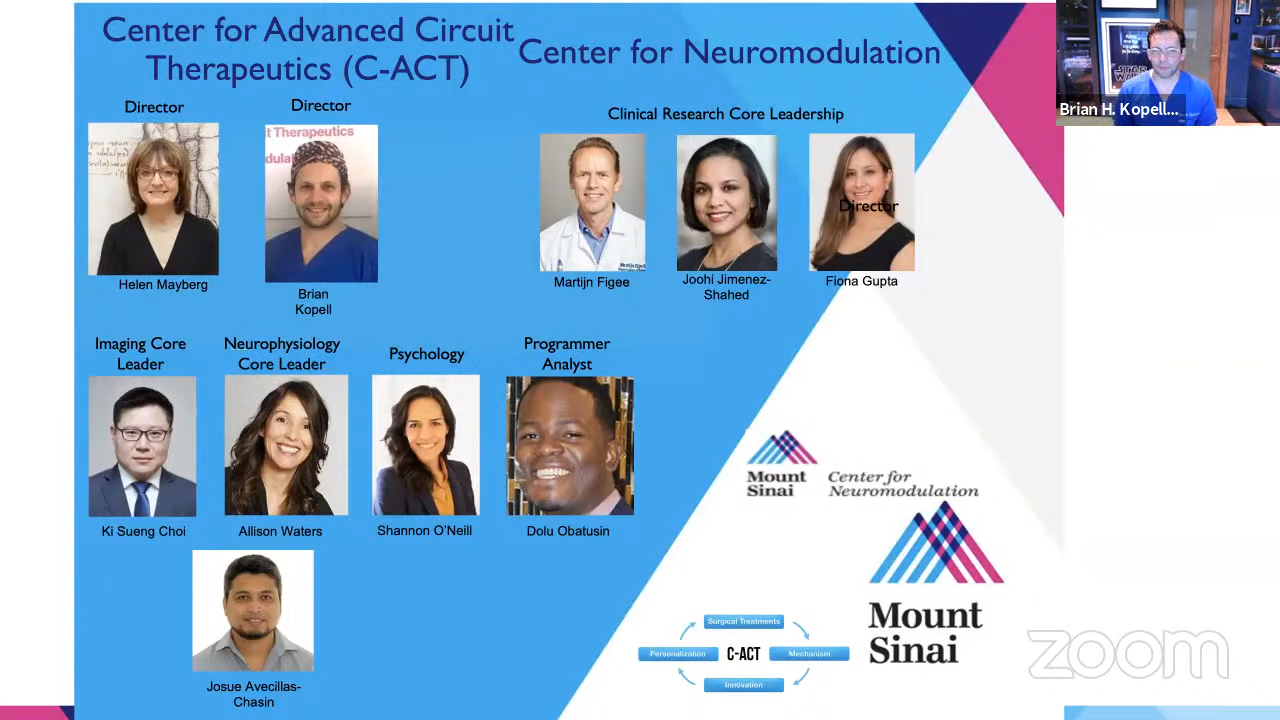 Center for Advanced Circuit
Therapeutics (C-ACT)
Center for Neuromodulation
Brian H. Kopell...
STAR
WARS
Director
Director
Clinical Research Core Leadership
t Therapeutics
dula
Director
Helen Mayberg
Brian
Kopell
Martijn Figee
Joohi Jimenez-
Shahed
Fiona Gupta
Imaging Core
Leader
Neurophysiology
Core Leader
Psychology
Programmer
Analyst
Ki Sueng Choi
Allison Waters
Shannon O'Neill
Dolu Obatusin
Josue Avecillas-
Chasin
Mount
Sinai
Center for
Neuromodulation
Mount
Sinai
Surgical Treatments
Personalization
C-ACT
Mechanism
Innovation
zoom